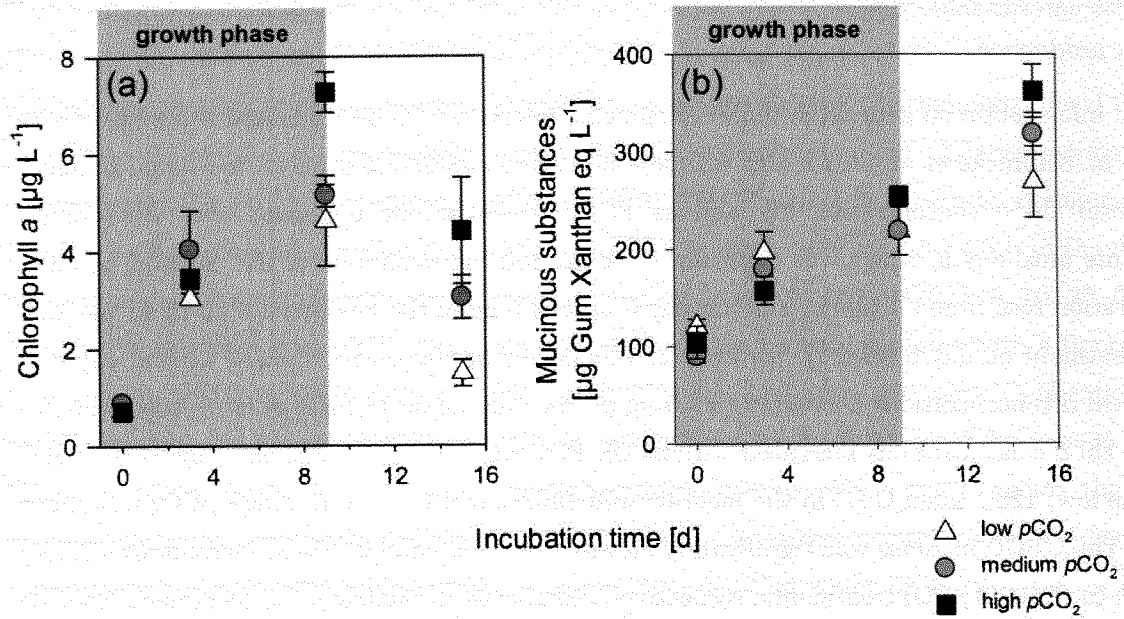 growth phase
(a)
Chlorophyll a [µg L⁻¹]
8
6
4
2
0
0
4
8
12
16
growth phase
(b)
Mucinous substances
[µg Gum Xanthan eq L⁻¹]
400
300
200
100
0
0
4
8
12
16
Incubation time [d]
low pCO₂
medium pCO₂
high pCO₂